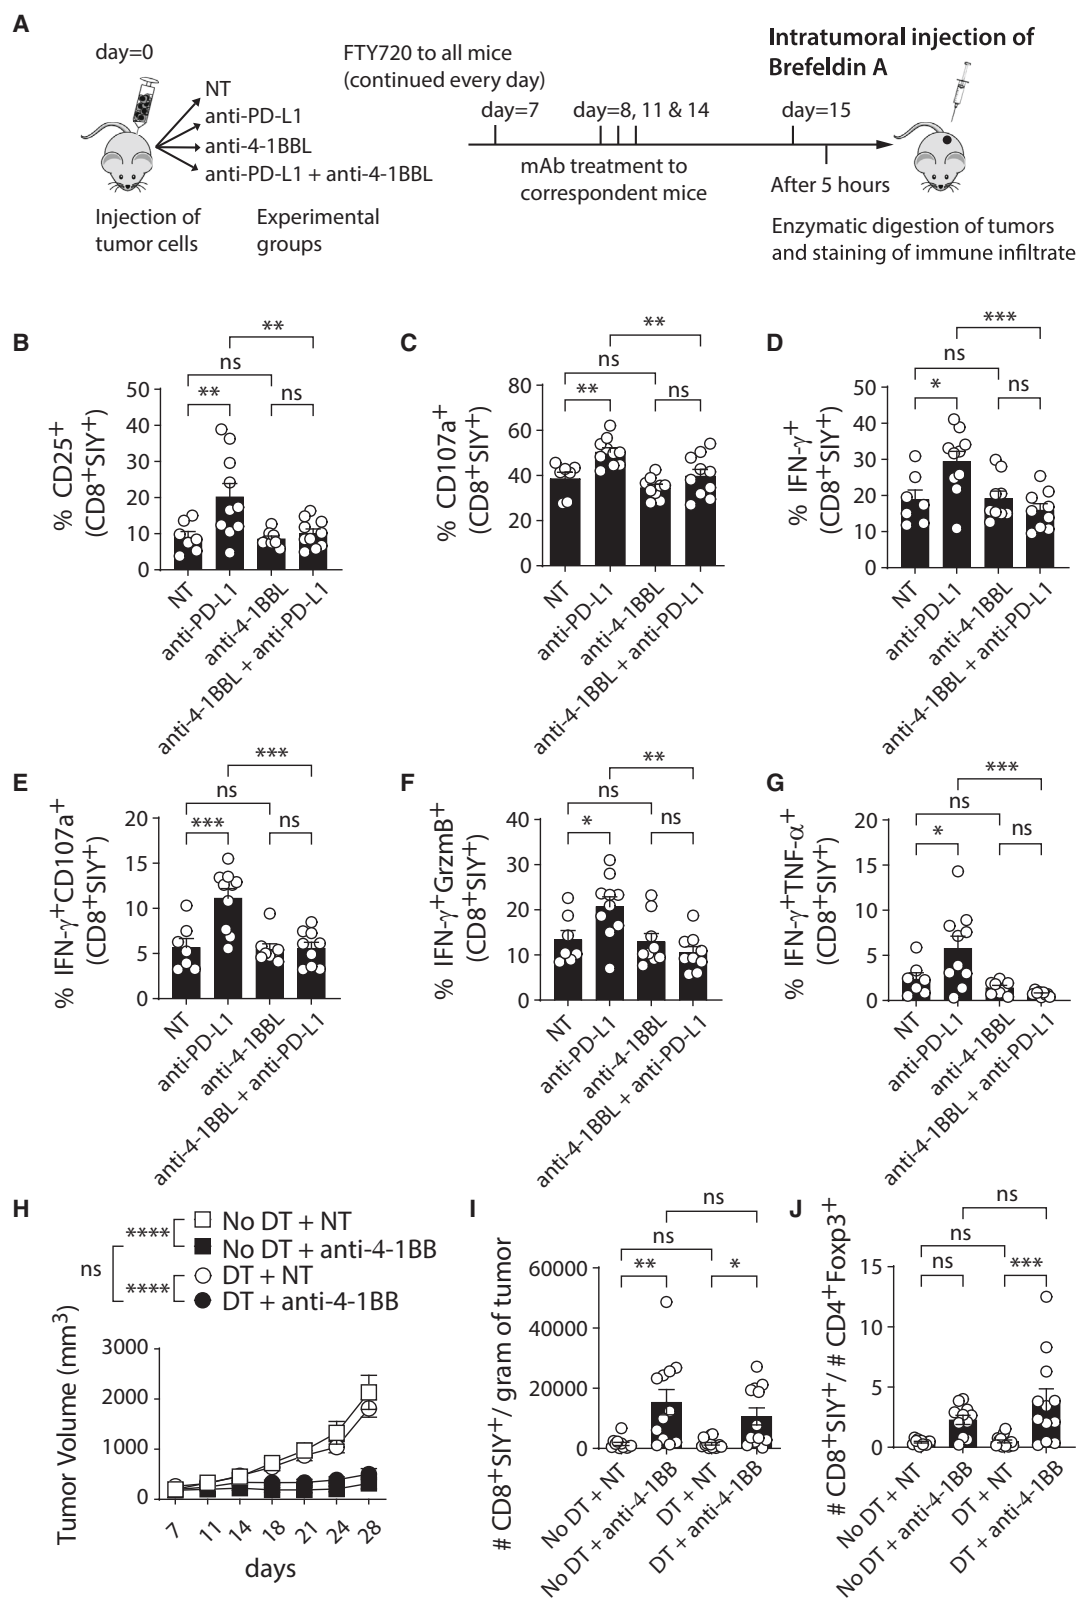 A
day=0
NT
anti-PD-L1
anti-4-1BBL
anti-PD-L1 + anti-4-1BBL
Injection of
tumor cells
Experimental
groups
FTY720 to all mice
(continued every day)
day=7
day=8, 11 & 14
mAb treatment to
correspondent mice
day=15
Intratumoral injection of
Brefeldin A
After 5 hours
Enzymatic digestion of tumors
and staining of immune infiltrate
B
% CD25+
(CD8+SIY+)
50
40
30
20
10
0
**
ns
**
ns
NT
anti-PD-L1
anti-4-1BBL
anti-4-1BBL + anti-PD-L1
C
% CD107a+
(CD8+SIY+)
80
60
40
20
0
**
ns
**
ns
NT
anti-PD-L1
anti-4-1BBL
anti-4-1BBL + anti-PD-L1
D
% IFN-γ+
(CD8+SIY+)
50
40
30
20
10
0
***
ns
*
ns
NT
anti-PD-L1
anti-4-1BBL
anti-4-1BBL + anti-PD-L1
E
% IFN-γ+CD107a+
(CD8+SIY+)
20
15
10
5
0
***
ns
***
ns
NT
anti-PD-L1
anti-4-1BBL
anti-4-1BBL + anti-PD-L1
F
% IFN-γ+GrzmB+
(CD8+SIY+)
40
30
20
10
0
**
ns
*
ns
NT
anti-PD-L1
anti-4-1BBL
anti-4-1BBL + anti-PD-L1
G
% IFN-γ+TNF-α+
(CD8+SIY+)
20
15
10
5
0
***
ns
*
ns
NT
anti-PD-L1
anti-4-1BBL
anti-4-1BBL + anti-PD-L1
H
ns
****
****
No DT + NT
No DT + anti-4-1BB
DT + NT
DT + anti-4-1BB
Tumor Volume (mm3)
3000
2000
1000
0
7
11
14
18
21
24
28
days
I
# CD8+SIY+/ gram of tumor
60000
40000
20000
0
ns
ns
**
*
No DT + NT
No DT + anti-4-1BB
DT + NT
DT + anti-4-1BB
J
# CD8+SIY+/ # CD4+Foxp3+
15
10
5
0
ns
ns
ns
***
No DT + NT
No DT + anti-4-1BB
DT + NT
DT + anti-4-1BB